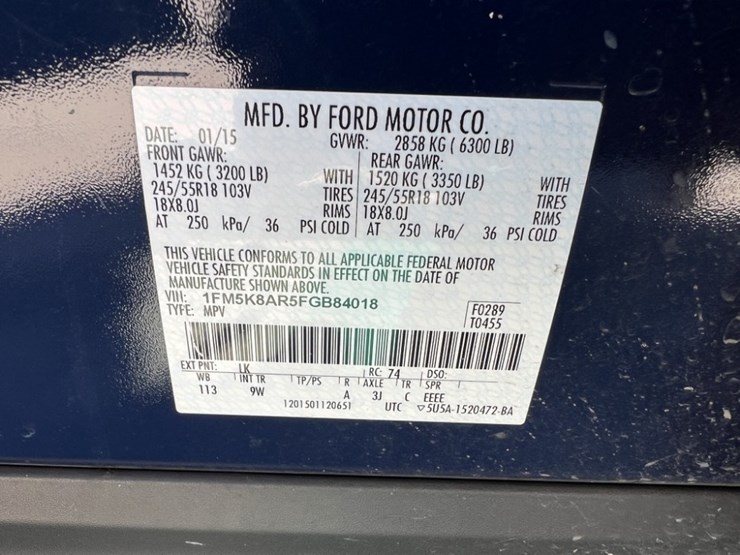 MFD. BY FORD MOTOR CO.
DATE: 01/15 GVWR: 2858 KG ( 6300 LB)
FRONT GAWR: REAR GAWR:
1452 KG ( 3200 LB) WITH 1520 KG ( 3350 LB) WITH
245/55R18 103V TIRES 245/55R18 103V TIRES
18X8.0J RIMS 18X8.0J RIMS
AT 250 kPa/ 36 PSI COLD AT 250 kPa/ 36 PSI COLD
THIS VEHICLE CONFORMS TO ALL APPLICABLE FEDERAL MOTOR
VEHICLE SAFETY STANDARDS IN EFFECT ON THE DATE OF
MANUFACTURE SHOWN ABOVE.
VIN: 1FM5K8AR5FGB84018
TYPE: MPV
F0289
T0455
EXT PNT: LK RC: 74 DSO:
WB INT TR TP/PS R AXLE TR SPR
113 9W A 3J C EEEE
1201501120651 UTC ▽5U5A-1520472-BA